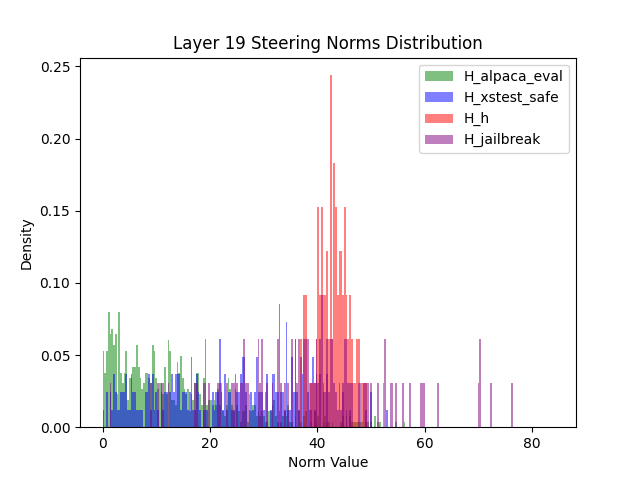 Layer 19 Steering Norms Distribution
H_alpaca_eval
H_xstest_safe
H_h
H_jailbreak
0.25
0.20
0.15
0.10
0.05
0.00
Density
0
20
40
60
80
Norm Value